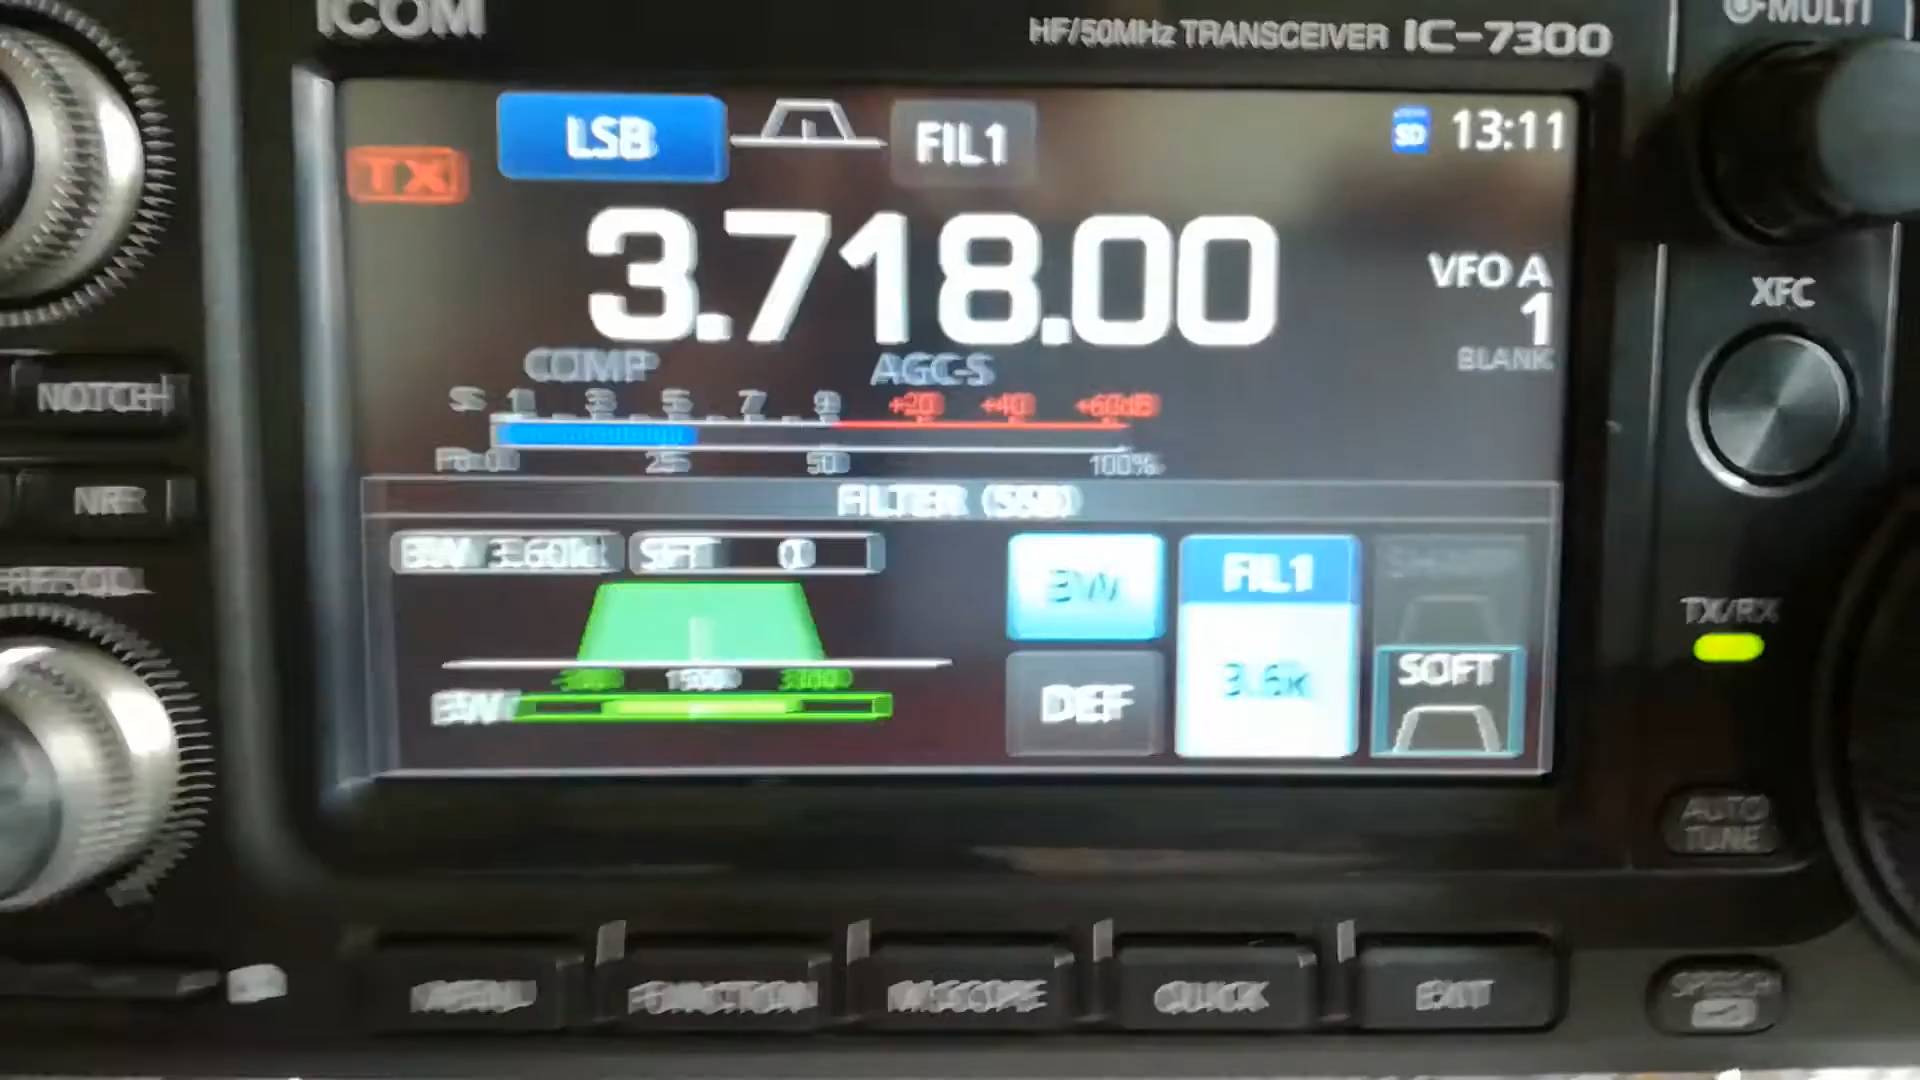 ICOM
HF/50MHz TRANSCEIVER IC-7300
-MULTI
LSB
FIL1
SD 13:11
TX
3.718.00
VFO A
1
BLANK
XFC
COMP
AGC-S
S 1 3 5 7 9 +20 +40 +60dB
Po 0 25 50 100%
NOTCH
NR
FILTER (SSB)
BW 3.60k
SFT 0
BW
FIL1
SHARP
RF/SQL
TX/RX
1500
BW
DEF
3.6k
SOFT
AUTO
TUNE
MENU
FUNCTION
M.SCOPE
QUICK
EXIT
SPEECH